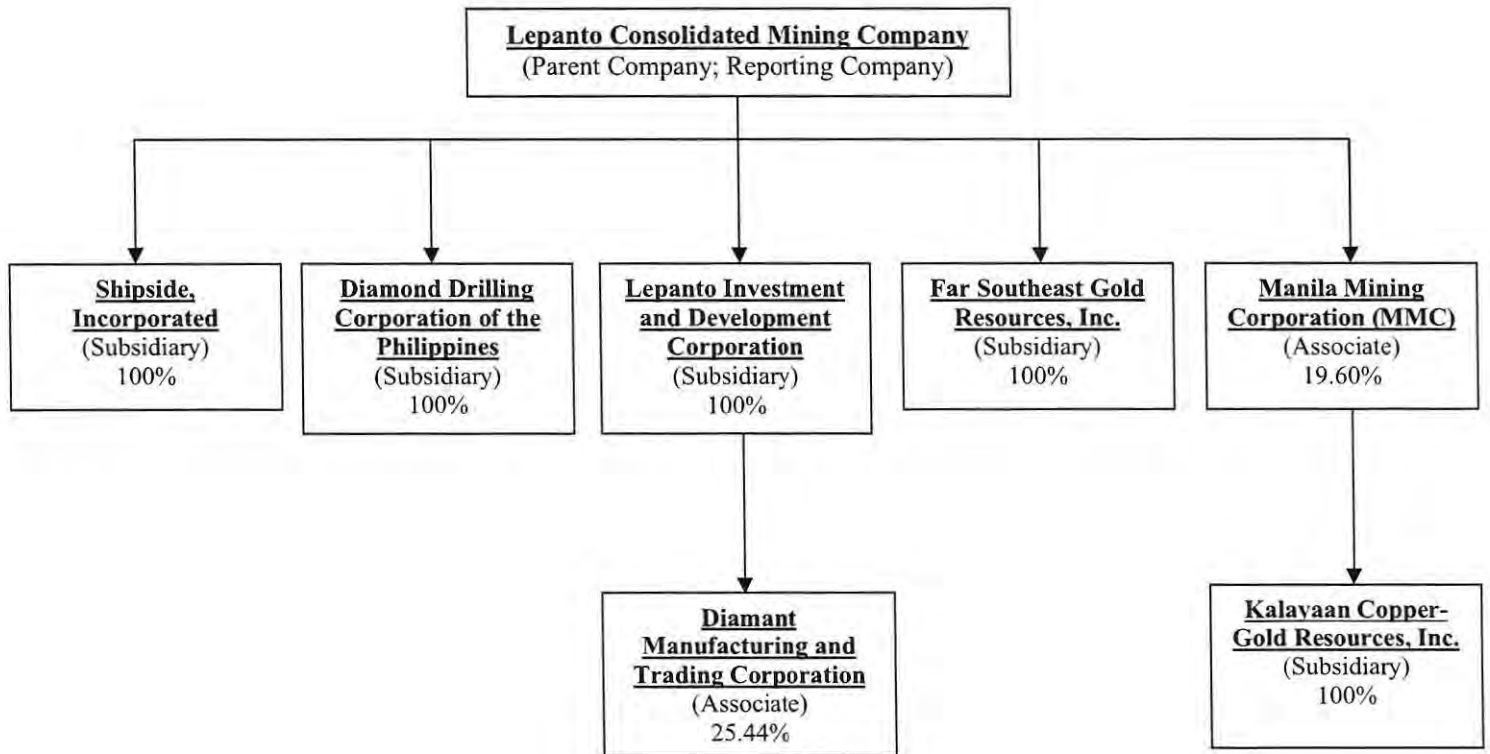 Lepanto Consolidated Mining Company
(Parent Company; Reporting Company)
Shipside,
Incorporated
(Subsidiary)
100%
Diamond Drilling
Corporation of the
Philippines
(Subsidiary)
100%
Lepanto Investment
and Development
Corporation
(Subsidiary)
100%
Far Southeast Gold
Resources, Inc.
(Subsidiary)
100%
Manila Mining
Corporation (MMC)
(Associate)
19.60%
Diamant
Manufacturing and
Trading Corporation
(Associate)
25.44%
Kalayaan Copper-
Gold Resources, Inc.
(Subsidiary)
100%